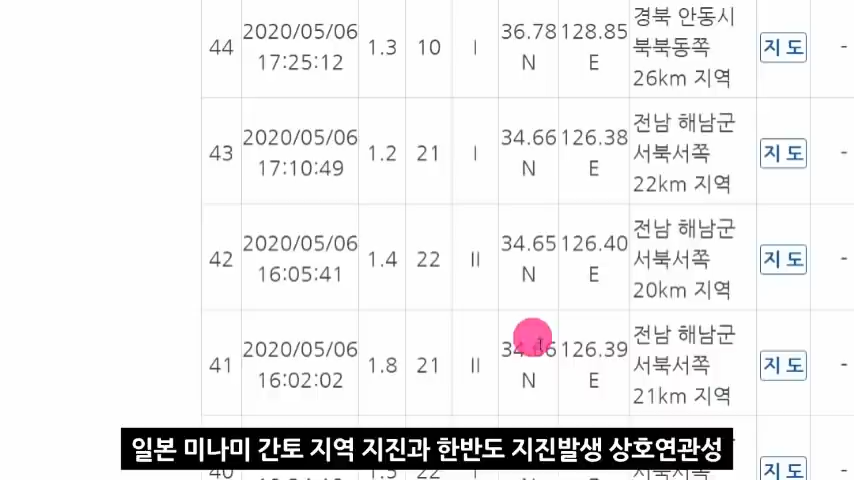 44 2020/05/06 17:25:12 1.3 10 Ⅰ 36.78 N 128.85 E 경북 안동시 북북동쪽 26km 지역 지도 -
43 2020/05/06 17:10:49 1.2 21 Ⅰ 34.66 N 126.38 E 전남 해남군 서북서쪽 22km 지역 지도 -
42 2020/05/06 16:05:41 1.4 22 Ⅱ 34.65 N 126.40 E 전남 해남군 서북서쪽 20km 지역 지도 -
41 2020/05/06 16:02:02 1.8 21 Ⅱ N 126.39 E 전남 해남군 서북서쪽 21km 지역 지도 -
일본 미나미 간토 지역 지진과 한반도 지진발생 상호연관성
40 지도 -